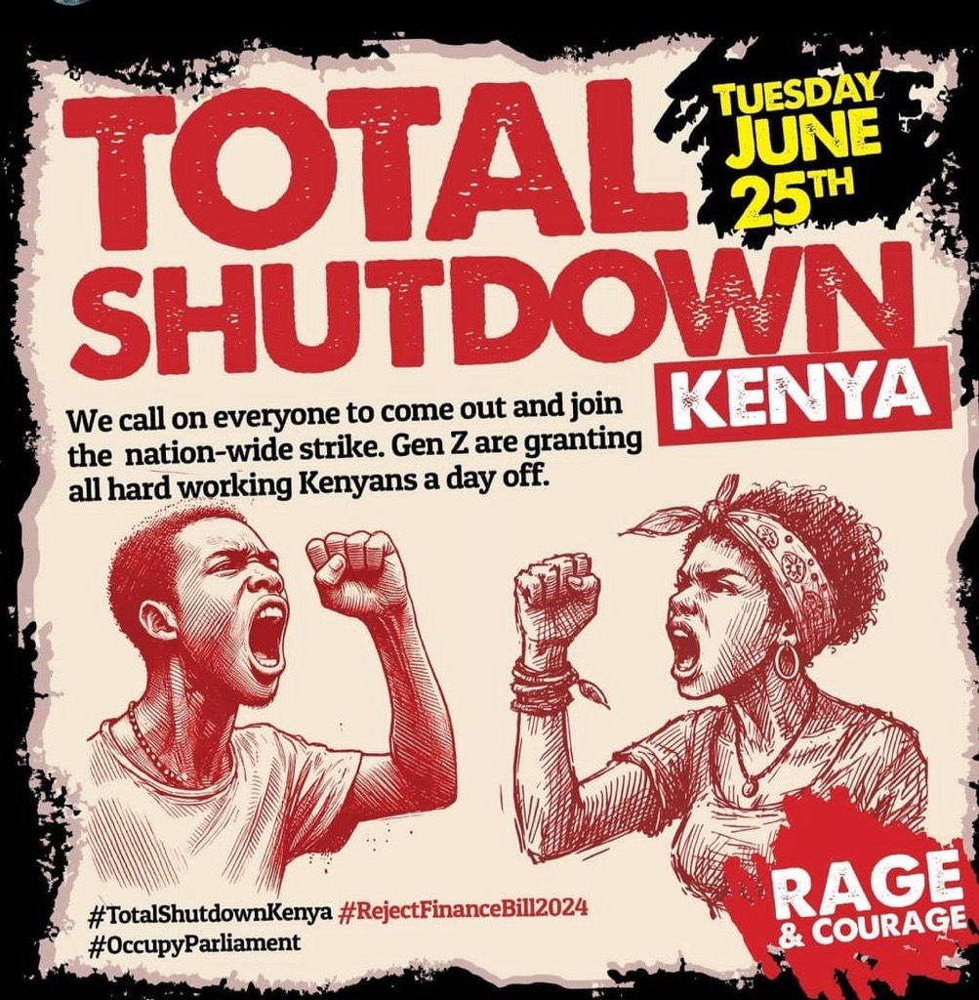 TOTAL
TUESDAY
JUNE
25TH
SHUTDOWN
KENYA
We call on everyone to come out and join
the nation-wide strike. Gen Z are granting
all hard working Kenyans a day off.
#TotalShutdownKenya #RejectFinanceBill2024
#OccupyParliament
RAGE
& COURAGE